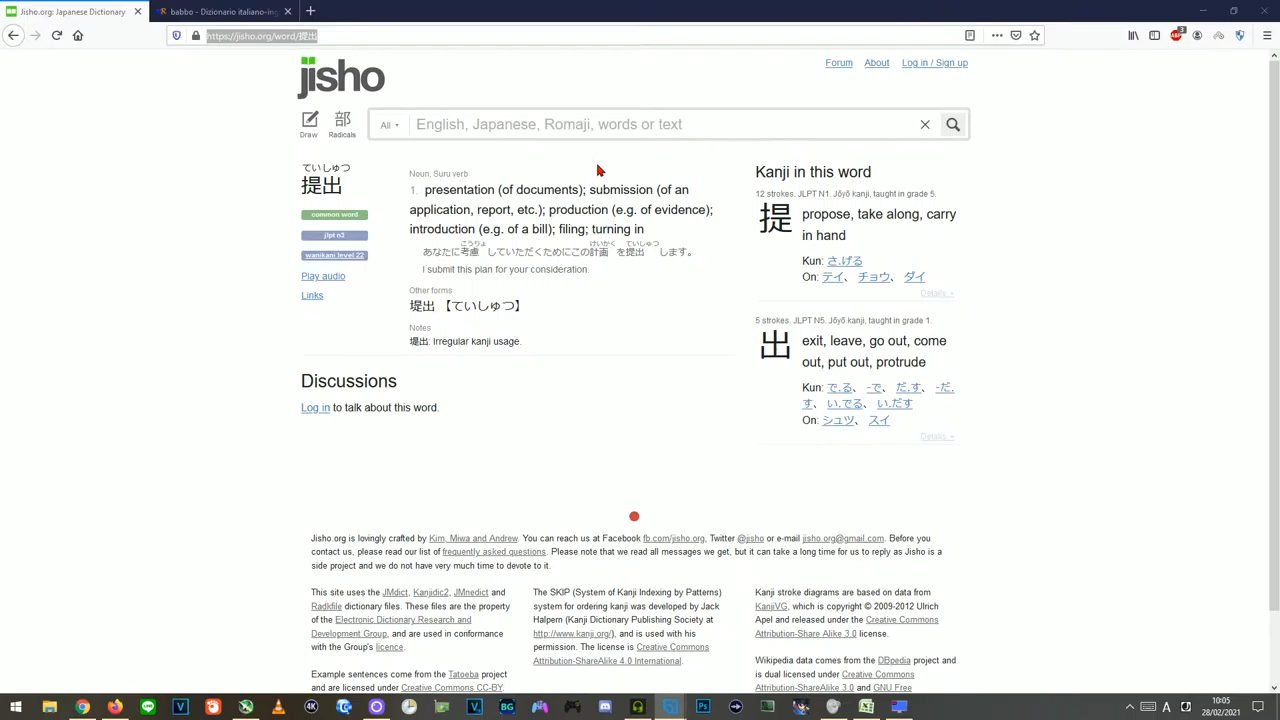 Jisho.org: Japanese Dictionary
babbo - Dizionario italiano-ing
https://jisho.org/word/提出
jisho
Forum About Log in / Sign up
Draw
部
Radicals
All English, Japanese, Romaji, words or text
ていしゅつ
提出
common word
jlpt n3
wanikani level 22
Play audio
Links
Noun, Suru verb
1. presentation (of documents); submission (of an
application, report, etc.); production (e.g. of evidence);
introduction (e.g. of a bill); filing; turning in
こうりょ けいかく ていしゅつ
あなたに考慮していただくためにこの計画を提出します。
I submit this plan for your consideration.
Other forms
堤出 【ていしゅつ】
Notes
堤出: Irregular kanji usage.
Discussions
Log in to talk about this word.
Kanji in this word
12 strokes. JLPT N1. Jōyō kanji, taught in grade 5.
提 propose, take along, carry
in hand
Kun: さ.げる
On: テイ、 チョウ、 ダイ
Details
5 strokes. JLPT N5. Jōyō kanji, taught in grade 1.
出 exit, leave, go out, come
out, put out, protrude
Kun: で.る、 -で、 だ.す、 -だ.
す、 い.でる、 い.だす
On: シュツ、 スイ
Details
Jisho.org is lovingly crafted by Kim, Miwa and Andrew. You can reach us at Facebook fb.com/jisho.org, Twitter @jisho or e-mail jisho.org@gmail.com. Before you
contact us, please read our list of frequently asked questions. Please note that we read all messages we get, but it can take a long time for us to reply as Jisho is a
side project and we do not have very much time to devote to it.
This site uses the JMdict, Kanjidic2, JMnedict and
Radkfile dictionary files. These files are the property
of the Electronic Dictionary Research and
Development Group, and are used in conformance
with the Group's licence.
Example sentences come from the Tatoeba project
and are licensed under Creative Commons CC-BY.
The SKIP (System of Kanji Indexing by Patterns)
system for ordering kanji was developed by Jack
Halpern (Kanji Dictionary Publishing Society at
http://www.kanji.org/), and is used with his
permission. The license is Creative Commons
Attribution-ShareAlike 4.0 International.
Kanji stroke diagrams are based on data from
KanjiVG, which is copyright © 2009-2012 Ulrich
Apel and released under the Creative Commons
Attribution-Share Alike 3.0 license.
Wikipedia data comes from the DBpedia project and
is dual licensed under Creative Commons
Attribution-ShareAlike 3.0 and GNU Free
10:05
28/02/2021